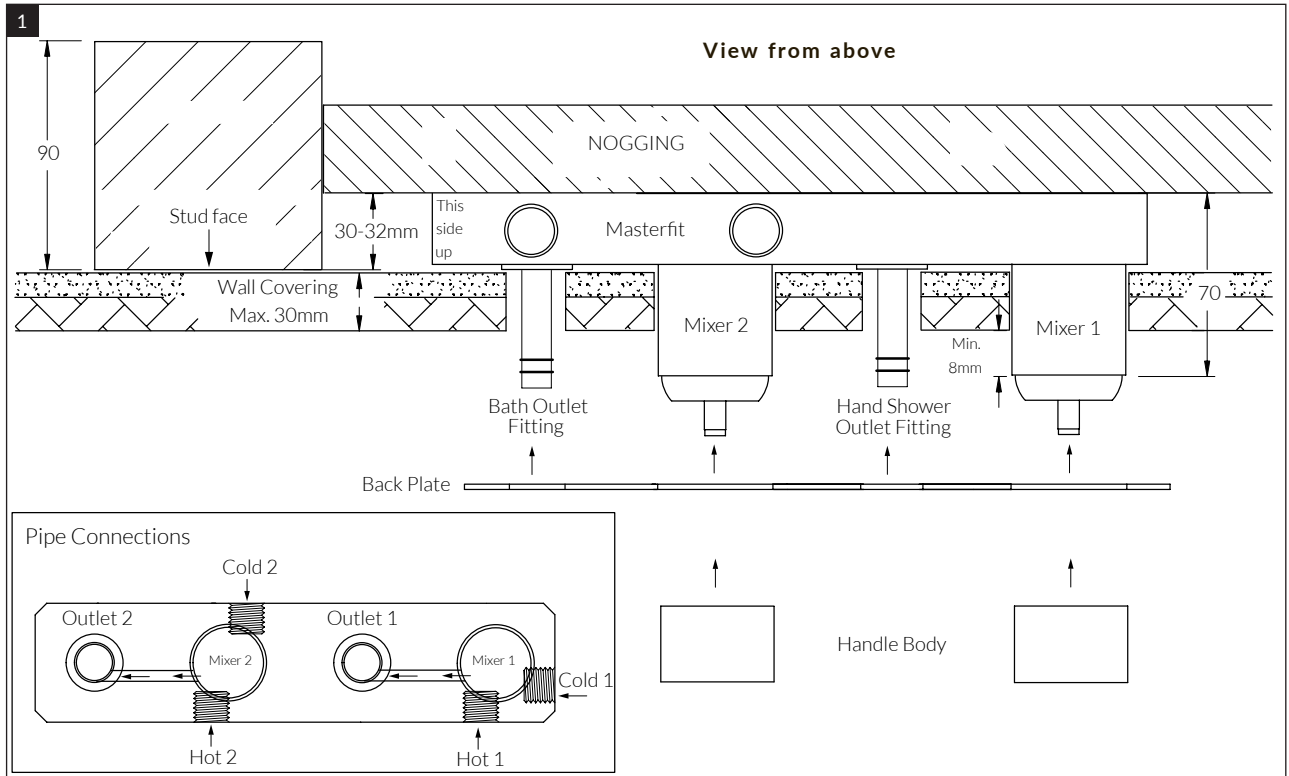 1
View from above
90
NOGGING
Stud face
30-32mm
This
side
up
Masterfit
Wall Covering
Max. 30mm
Mixer 2
Mixer 1
70
Min.
8mm
Bath Outlet
Fitting
Hand Shower
Outlet Fitting
Back Plate
Pipe Connections
Cold 2
Outlet 2
Outlet 1
Mixer 2
Mixer 1
Cold 1
Hot 2
Hot 1
Handle Body